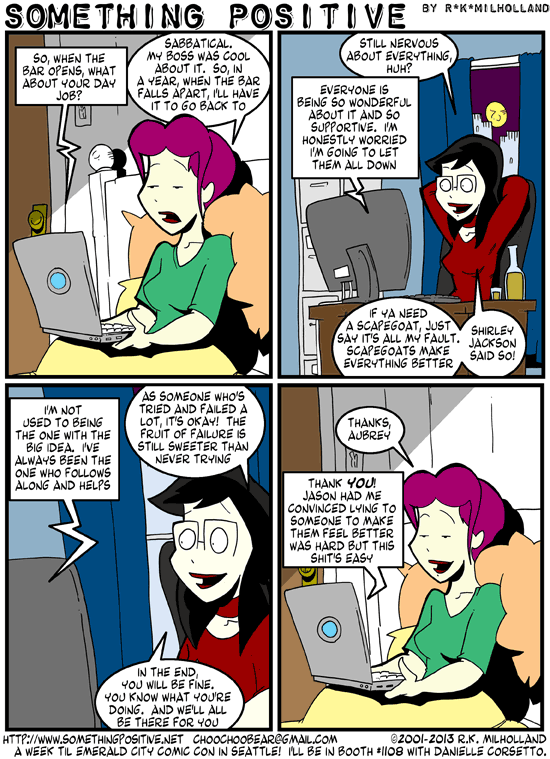 SOMETHING POSITIVE BY R*K*MILHOLLAND
SO, WHEN THE
BAR OPENS, WHAT
ABOUT YOUR DAY
JOB?
SABBATICAL.
MY BOSS WAS COOL
ABOUT IT. SO, IN
A YEAR, WHEN THE BAR
FALLS APART, I'LL HAVE
IT TO GO BACK TO
STILL NERVOUS
ABOUT EVERYTHING,
HUH?
EVERYONE IS
BEING SO WONDERFUL
ABOUT IT AND SO
SUPPORTIVE. I'M
HONESTLY WORRIED
I'M GOING TO LET
THEM ALL DOWN
IF YA NEED
A SCAPEGOAT, JUST
SAY IT'S ALL MY FAULT.
SCAPEGOATS MAKE
EVERYTHING BETTER
SHIRLEY
JACKSON
SAID SO!
I'M NOT
USED TO BEING
THE ONE WITH THE
BIG IDEA. I'VE
ALWAYS BEEN THE
ONE WHO FOLLOWS
ALONG AND HELPS
AS SOMEONE WHO'S
TRIED AND FAILED A
LOT, IT'S OKAY! THE
FRUIT OF FAILURE IS
STILL SWEETER THAN
NEVER TRYING
IN THE END,
YOU WILL BE FINE.
YOU KNOW WHAT YOU'RE
DOING. AND WE'LL ALL
BE THERE FOR YOU
THANKS,
AUBREY
THANK YOU!
JASON HAD ME
CONVINCED LYING TO
SOMEONE TO MAKE
THEM FEEL BETTER
WAS HARD BUT THIS
SHIT'S EASY
HTTP://WWW.SOMETHINGPOSITIVE.NET CHOOCHOOBEAR@GMAIL.COM ©2001-2013 R.K. MILHOLLAND
A WEEK TIL EMERALD CITY COMIC CON IN SEATTLE! I'LL BE IN BOOTH #1108 WITH DANIELLE CORSETTO.